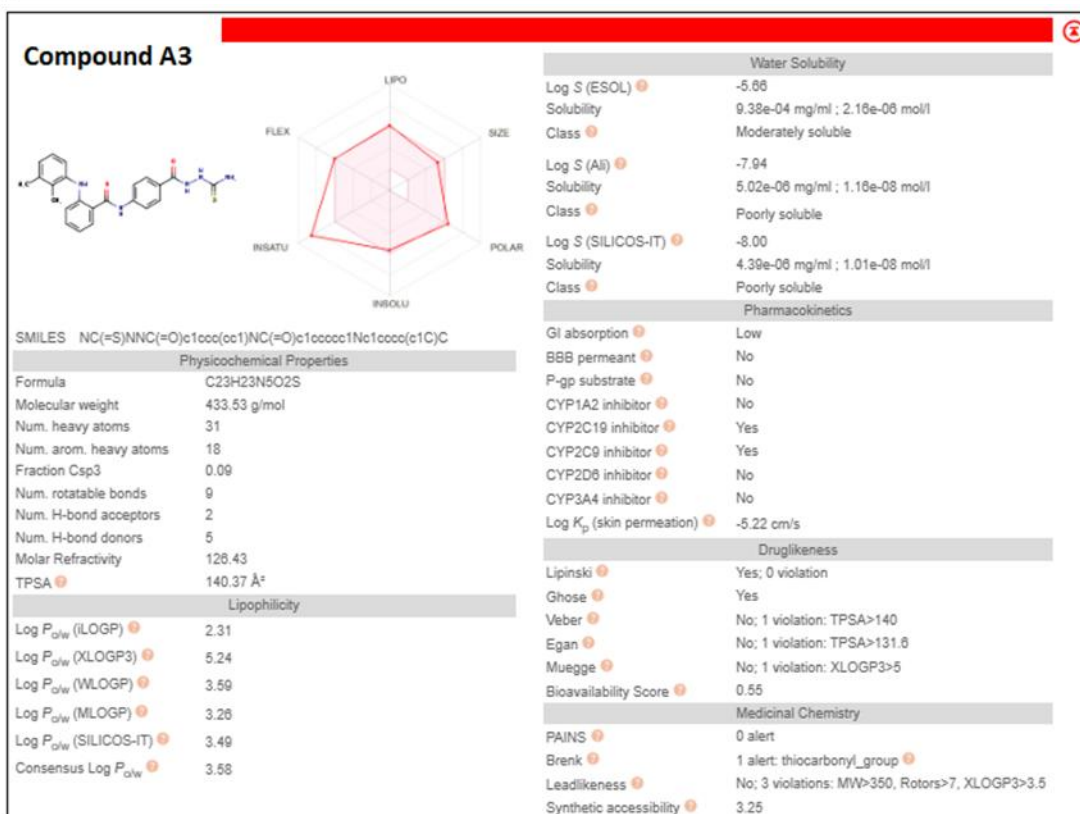 Compound A3
LIPO
FLEX
SIZE
INSATU
POLAR
INSOLU
SMILES NC(=S)NNC(=O)c1ccc(cc1)NC(=O)c1ccccc1Nc1cccc(c1C)C
Physicochemical Properties
Formula C23H23N5O2S
Molecular weight 433.53 g/mol
Num. heavy atoms 31
Num. arom. heavy atoms 18
Fraction Csp3 0.09
Num. rotatable bonds 9
Num. H-bond acceptors 2
Num. H-bond donors 5
Molar Refractivity 126.43
TPSA 140.37 Å²
Lipophilicity
Log Po/w (iLOGP) 2.31
Log Po/w (XLOGP3) 5.24
Log Po/w (WLOGP) 3.59
Log Po/w (MLOGP) 3.26
Log Po/w (SILICOS-IT) 3.49
Consensus Log Po/w 3.58
Water Solubility
Log S (ESOL) -5.66
Solubility 9.38e-04 mg/ml ; 2.16e-06 mol/l
Class Moderately soluble
Log S (Ali) -7.94
Solubility 5.02e-06 mg/ml ; 1.16e-08 mol/l
Class Poorly soluble
Log S (SILICOS-IT) -8.00
Solubility 4.39e-06 mg/ml ; 1.01e-08 mol/l
Class Poorly soluble
Pharmacokinetics
GI absorption Low
BBB permeant No
P-gp substrate No
CYP1A2 inhibitor No
CYP2C19 inhibitor Yes
CYP2C9 inhibitor Yes
CYP2D6 inhibitor No
CYP3A4 inhibitor No
Log Kp (skin permeation) -5.22 cm/s
Druglikeness
Lipinski Yes; 0 violation
Ghose Yes
Veber No; 1 violation: TPSA>140
Egan No; 1 violation: TPSA>131.6
Muegge No; 1 violation: XLOGP3>5
Bioavailability Score 0.55
Medicinal Chemistry
PAINS 0 alert
Brenk 1 alert: thiocarbonyl_group
Leadlikeness No; 3 violations: MW>350, Rotors>7, XLOGP3>3.5
Synthetic accessibility 3.25